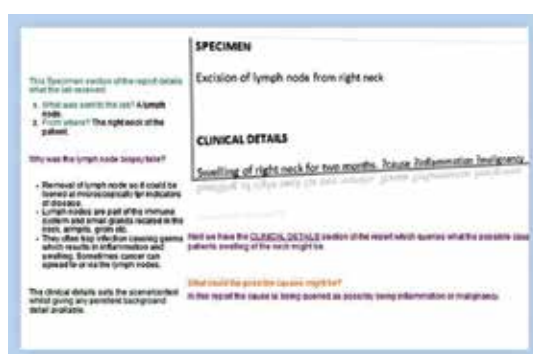 This Specimen section of the report details
what the lab received
1. What was sent to the lab? A lymph
node.
2. From where? The right neck of the
patient.
Why was the lymph node biopsy take?
• Removal of lymph node so it could be
looked at microscopically for indicators
of disease.
• Lymph nodes are part of the immune
system and small glands located in the
neck, armpits, groin etc.
• They often trap infection causing germs
which results in inflammation and
swelling. Sometimes cancer can
spread to or via the lymph nodes.
The clinical details sets the scene/context
whilst giving any pertinent background
detail available.
SPECIMEN
Excision of lymph node from right neck
CLINICAL DETAILS
Swelling of right neck for two months. ?cause ?inflammation ?malignancy
Next we have the CLINICAL DETAILS section of the report which queries what the possible
patients swelling of the neck might be.
What could the possible causes might be?
In this report the cause is being queried as possibly being inflammation or malignancy.